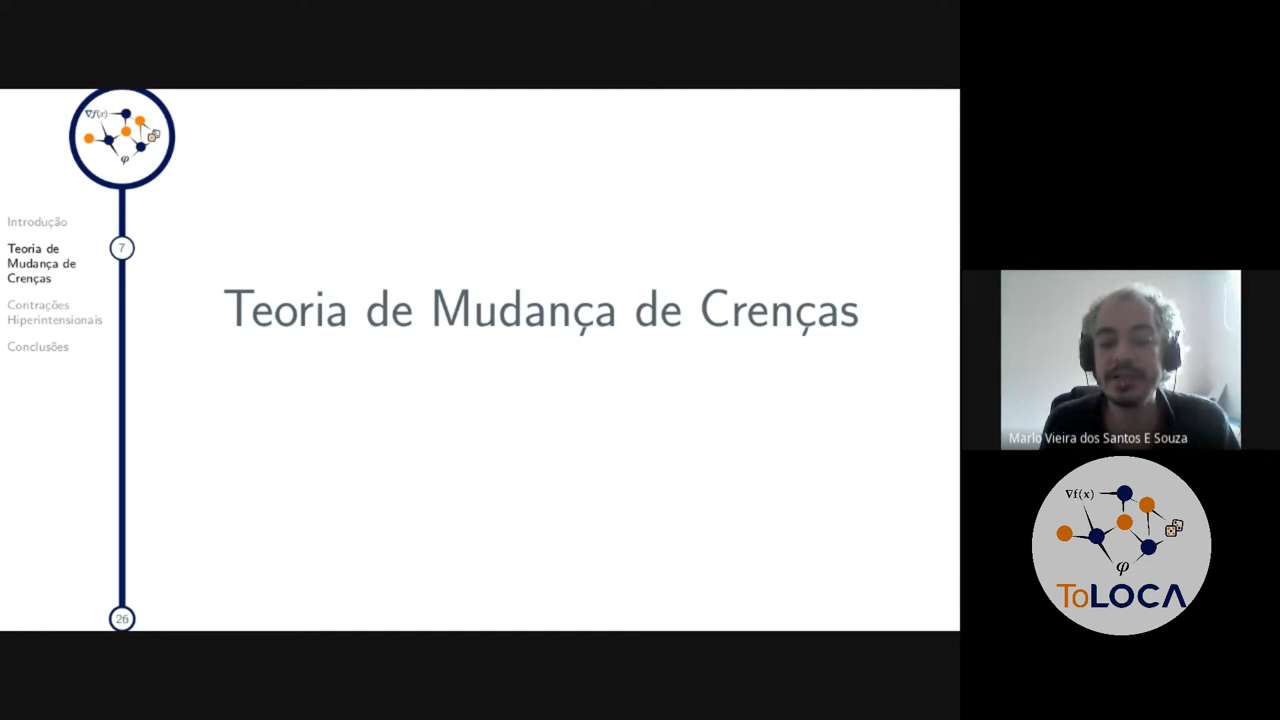 ∇f(x)
φ
Introdução
Teoria de
Mudança de
Crenças
Contrações
Hiperintensionais
Conclusões
7
26
Teoria de Mudança de Crenças
Marlo Vieira dos Santos E Souza
∇f(x)
φ
ToLOCA